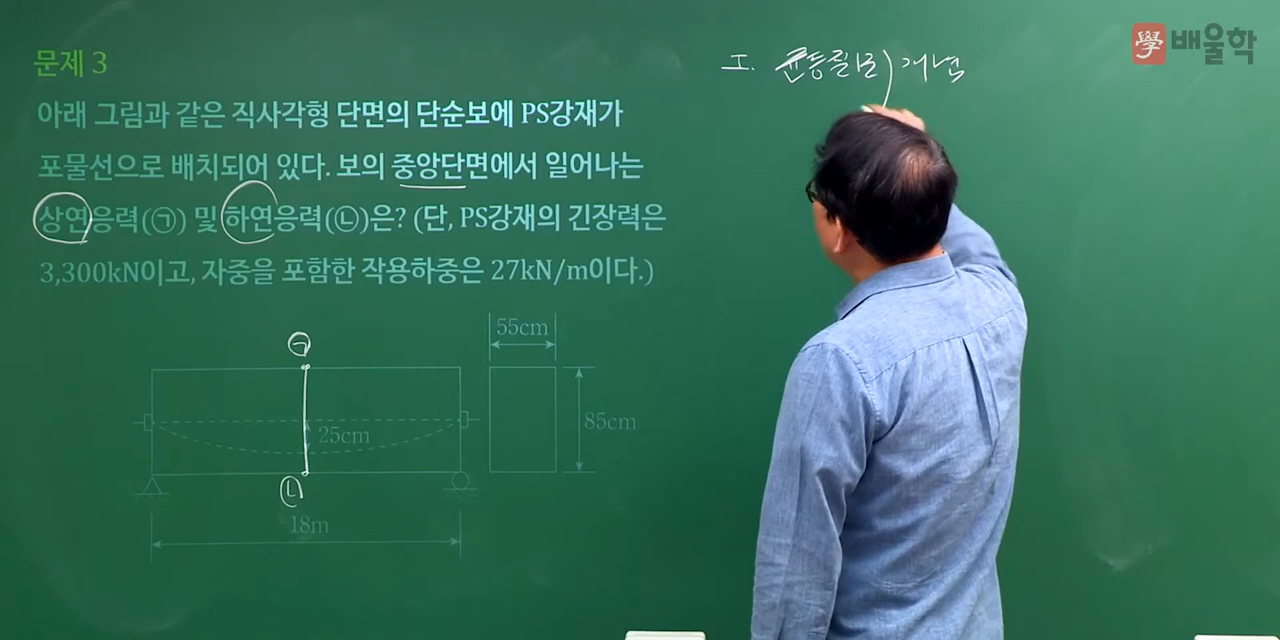 문제 3
아래 그림과 같은 직사각형 단면의 단순보에 PS강재가
포물선으로 배치되어 있다. 보의 중앙단면에서 일어나는
상연응력(㉠) 및 하연응력(㉡)은? (단, PS강재의 긴장력은
3,300kN이고, 자중을 포함한 작용하중은 27kN/m이다.)
㉠
25cm
㉡
18m
55cm
85cm
I. 균등질보) 개념
學 배울학